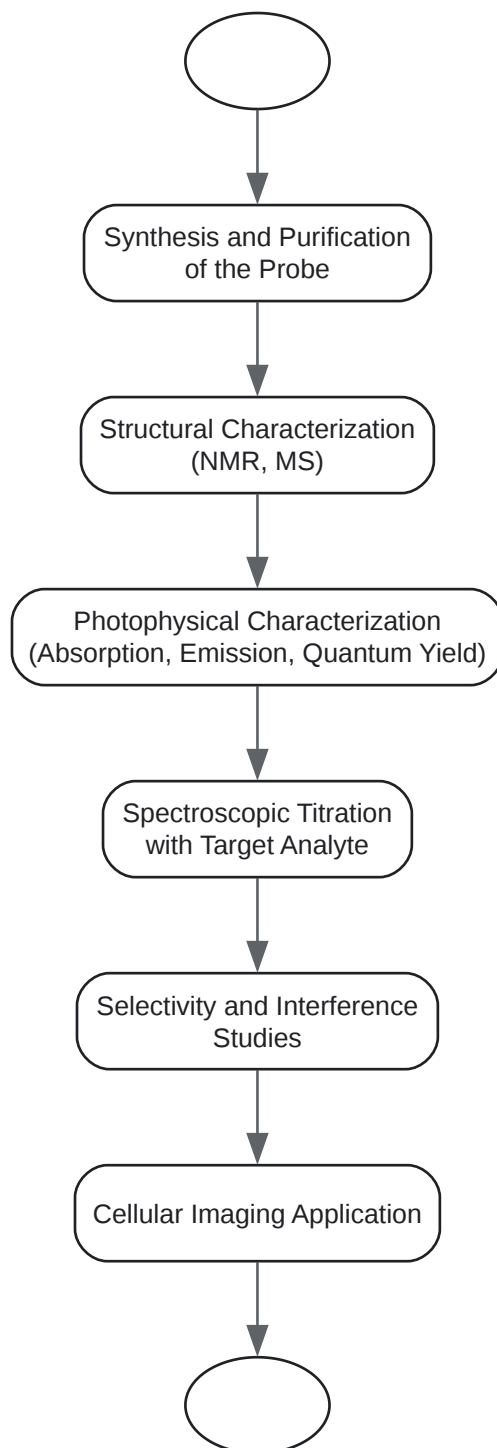 Synthesis and Purification
of the Probe
Structural Characterization
(NMR, MS)
Photophysical Characterization
(Absorption, Emission, Quantum Yield)
Spectroscopic Titration
with Target Analyte
Selectivity and Interference
Studies
Cellular Imaging Application